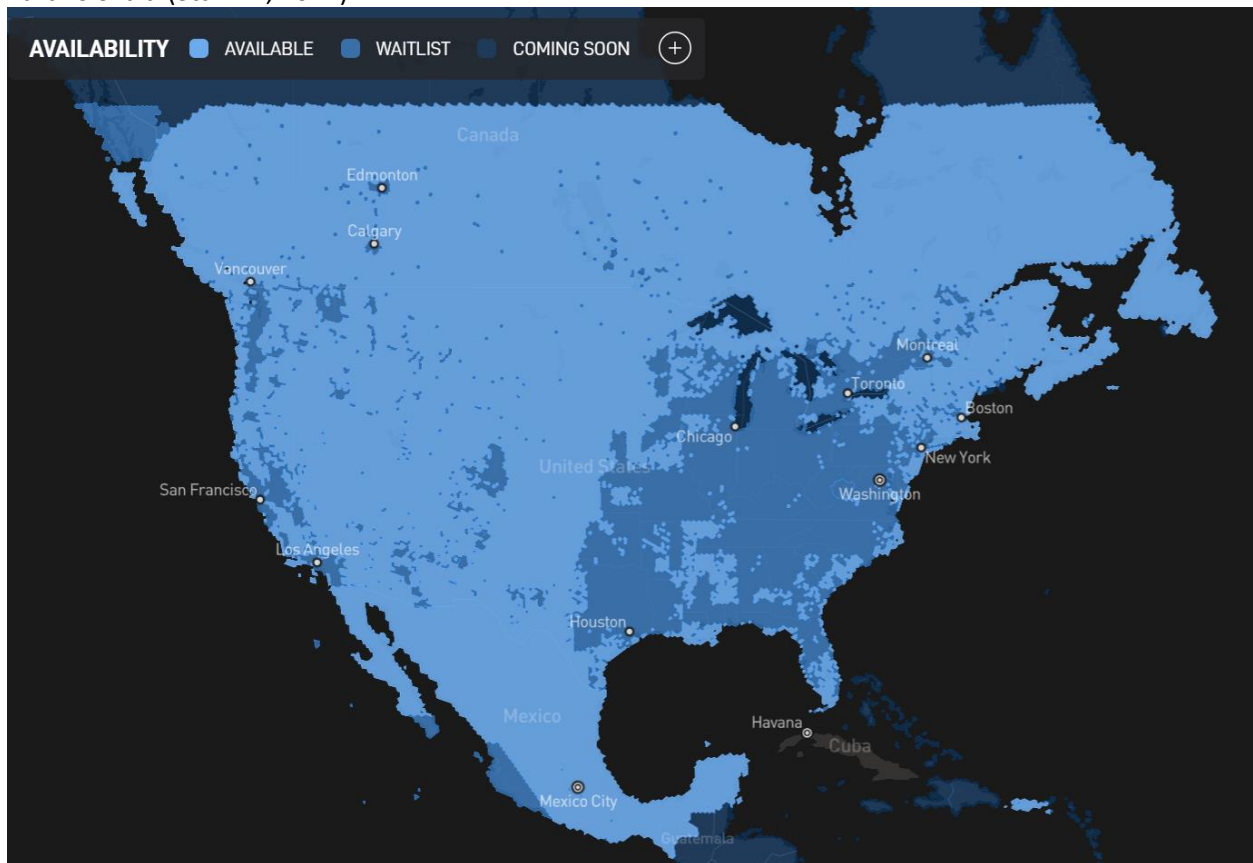 AVAILABILITY AVAILABLE WAITLIST COMING SOON +
Canada
Edmonton
Calgary
Vancouver
Montreal
Toronto
Boston
Chicago
New York
United States
Washington
San Francisco
Los Angeles
Houston
Mexico
Havana
Cuba
Mexico City
Guatemala